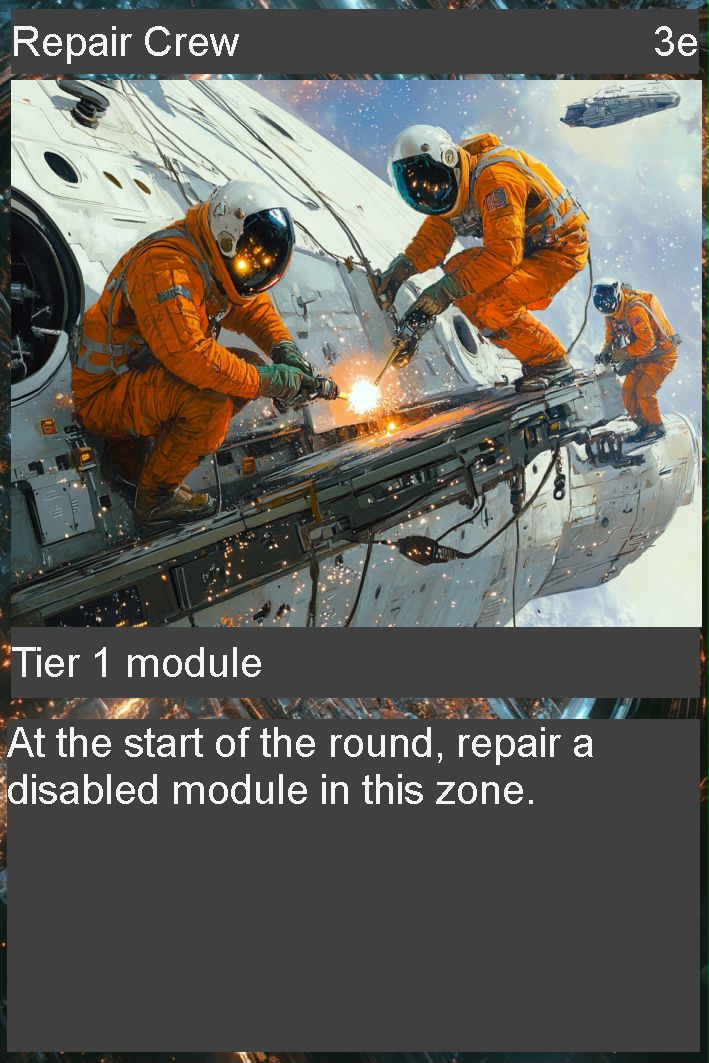 Repair Crew 3e
Tier 1 module
At the start of the round, repair a
disabled module in this zone.